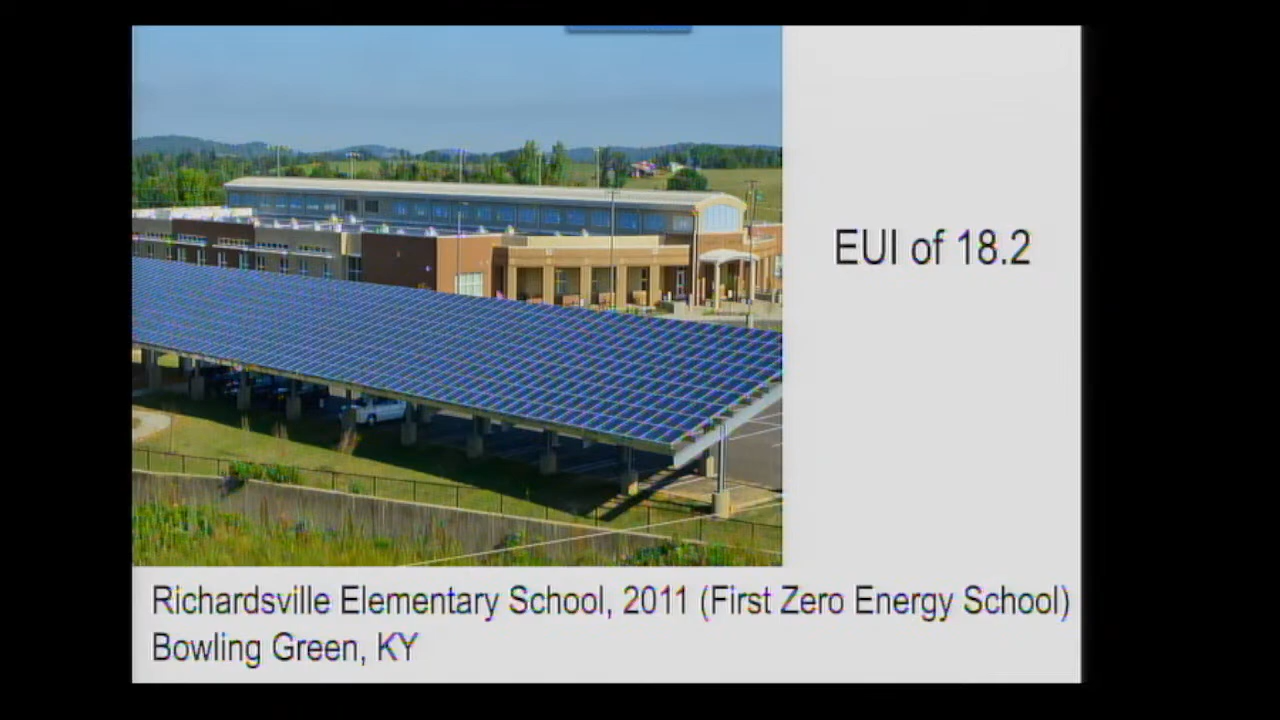 EUI of 18.2
Richardsville Elementary School, 2011 (First Zero Energy School)
Bowling Green, KY